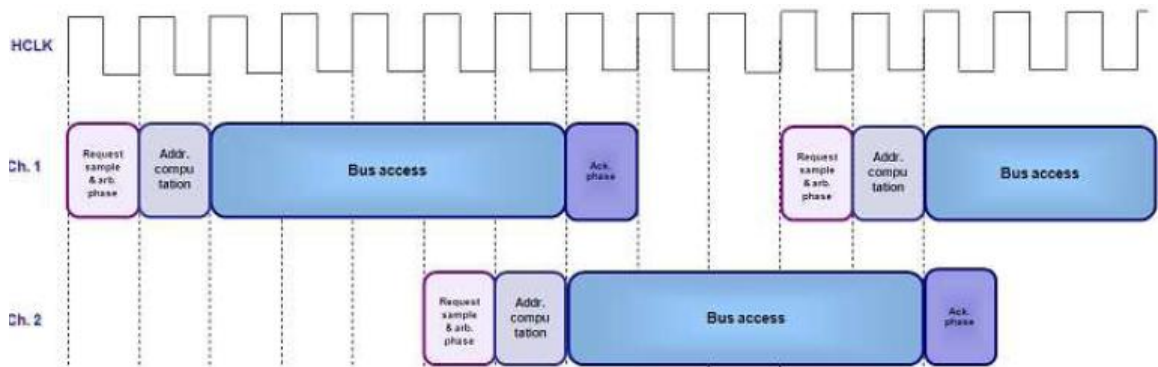 HCLK
Ch. 1
Request
sample
& arb.
phase
Addr.
compu
tation
Bus access
Ack.
phase
Request
sample
& arb.
phase
Addr.
compu
tation
Bus access
Ch. 2
Request
sample
& arb.
phase
Addr.
compu
tation
Bus access
Ack.
phase